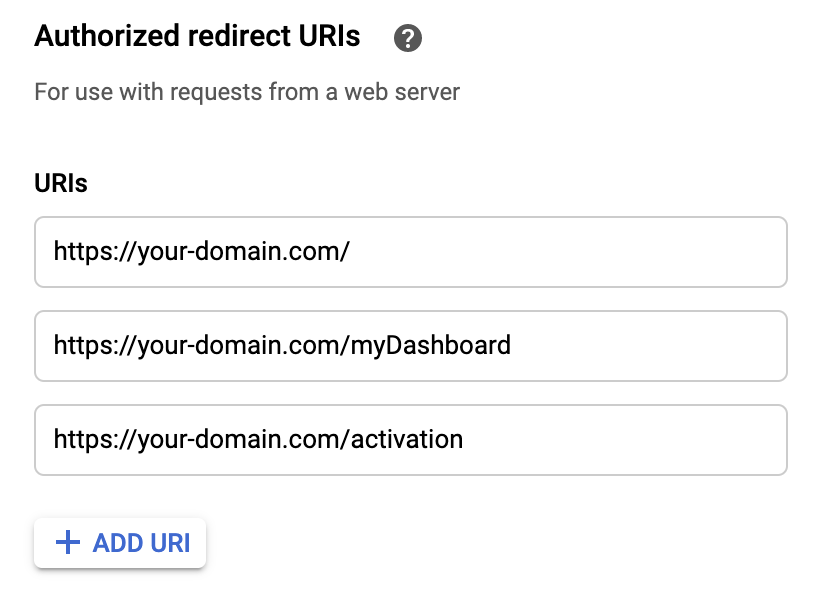 Authorized redirect URIs ?
For use with requests from a web server
URIs
https://your-domain.com/
https://your-domain.com/myDashboard
https://your-domain.com/activation
+ ADD URI